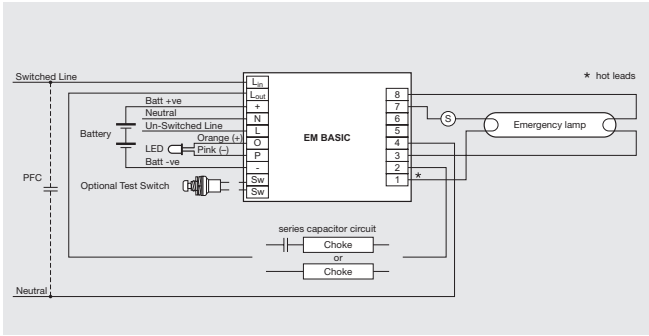 Switched Line
* hot leads
Lin
Lout
Batt +ve
+
Neutral
N
Un-Switched Line
L
Battery
Orange (+)
O
LED
Pink (–)
P
Batt -ve
-
PFC
Optional Test Switch
Sw
Sw
EM BASIC
8
7
6
5
4
3
2
1
*
S
Emergency lamp
series capacitor circuit
Choke
or
Choke
Neutral